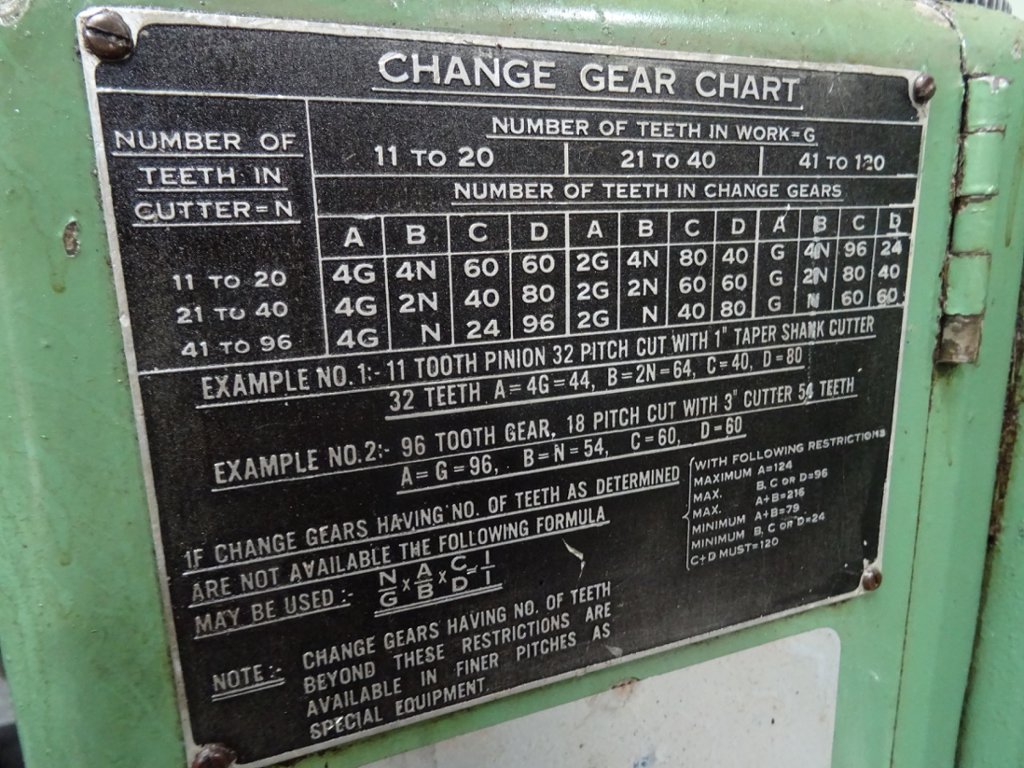 CHANGE GEAR CHART
NUMBER OF TEETH IN CUTTER = N
NUMBER OF TEETH IN WORK = G
11 TO 20 21 TO 40 41 TO 120
NUMBER OF TEETH IN CHANGE GEARS
A B C D A B C D A B C D
11 TO 20 4G 4N 60 60 2G 4N 80 40 G 4N 96 24
21 TO 40 4G 2N 40 80 2G 2N 60 60 G 2N 80 40
41 TO 96 4G N 24 96 2G N 40 80 G N 60 60
EXAMPLE NO. 1:- 11 TOOTH PINION 32 PITCH CUT WITH 1" TAPER SHANK CUTTER
32 TEETH A=4G=44, B=2N=64, C=40, D=80
EXAMPLE NO.2:- 96 TOOTH GEAR, 18 PITCH CUT WITH 3" CUTTER 54 TEETH
A=G=96, B=N=54, C=60, D=60
IF CHANGE GEARS HAVING NO. OF TEETH AS DETERMINED
ARE NOT AVAILABLE THE FOLLOWING FORMULA
MAY BE USED :- N/G x A/B x C/D = 1/1
WITH FOLLOWING RESTRICTIONS
MAXIMUM A=124
MAX. B, C OR D=96
MAX. A+B=216
MINIMUM A+B=79
MINIMUM B, C OR D=24
C+D MUST=120
NOTE :- CHANGE GEARS HAVING NO. OF TEETH
BEYOND THESE RESTRICTIONS ARE
AVAILABLE IN FINER PITCHES AS
SPECIAL EQUIPMENT.